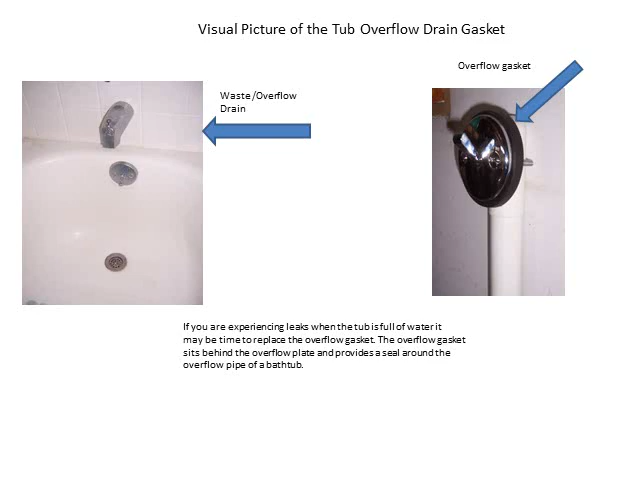 Visual Picture of the Tub Overflow Drain Gasket
Overflow gasket
Waste/Overflow
Drain
If you are experiencing leaks when the tub is full of water it
may be time to replace the overflow gasket. The overflow gasket
sits behind the overflow plate and provides a seal around the
overflow pipe of a bathtub.